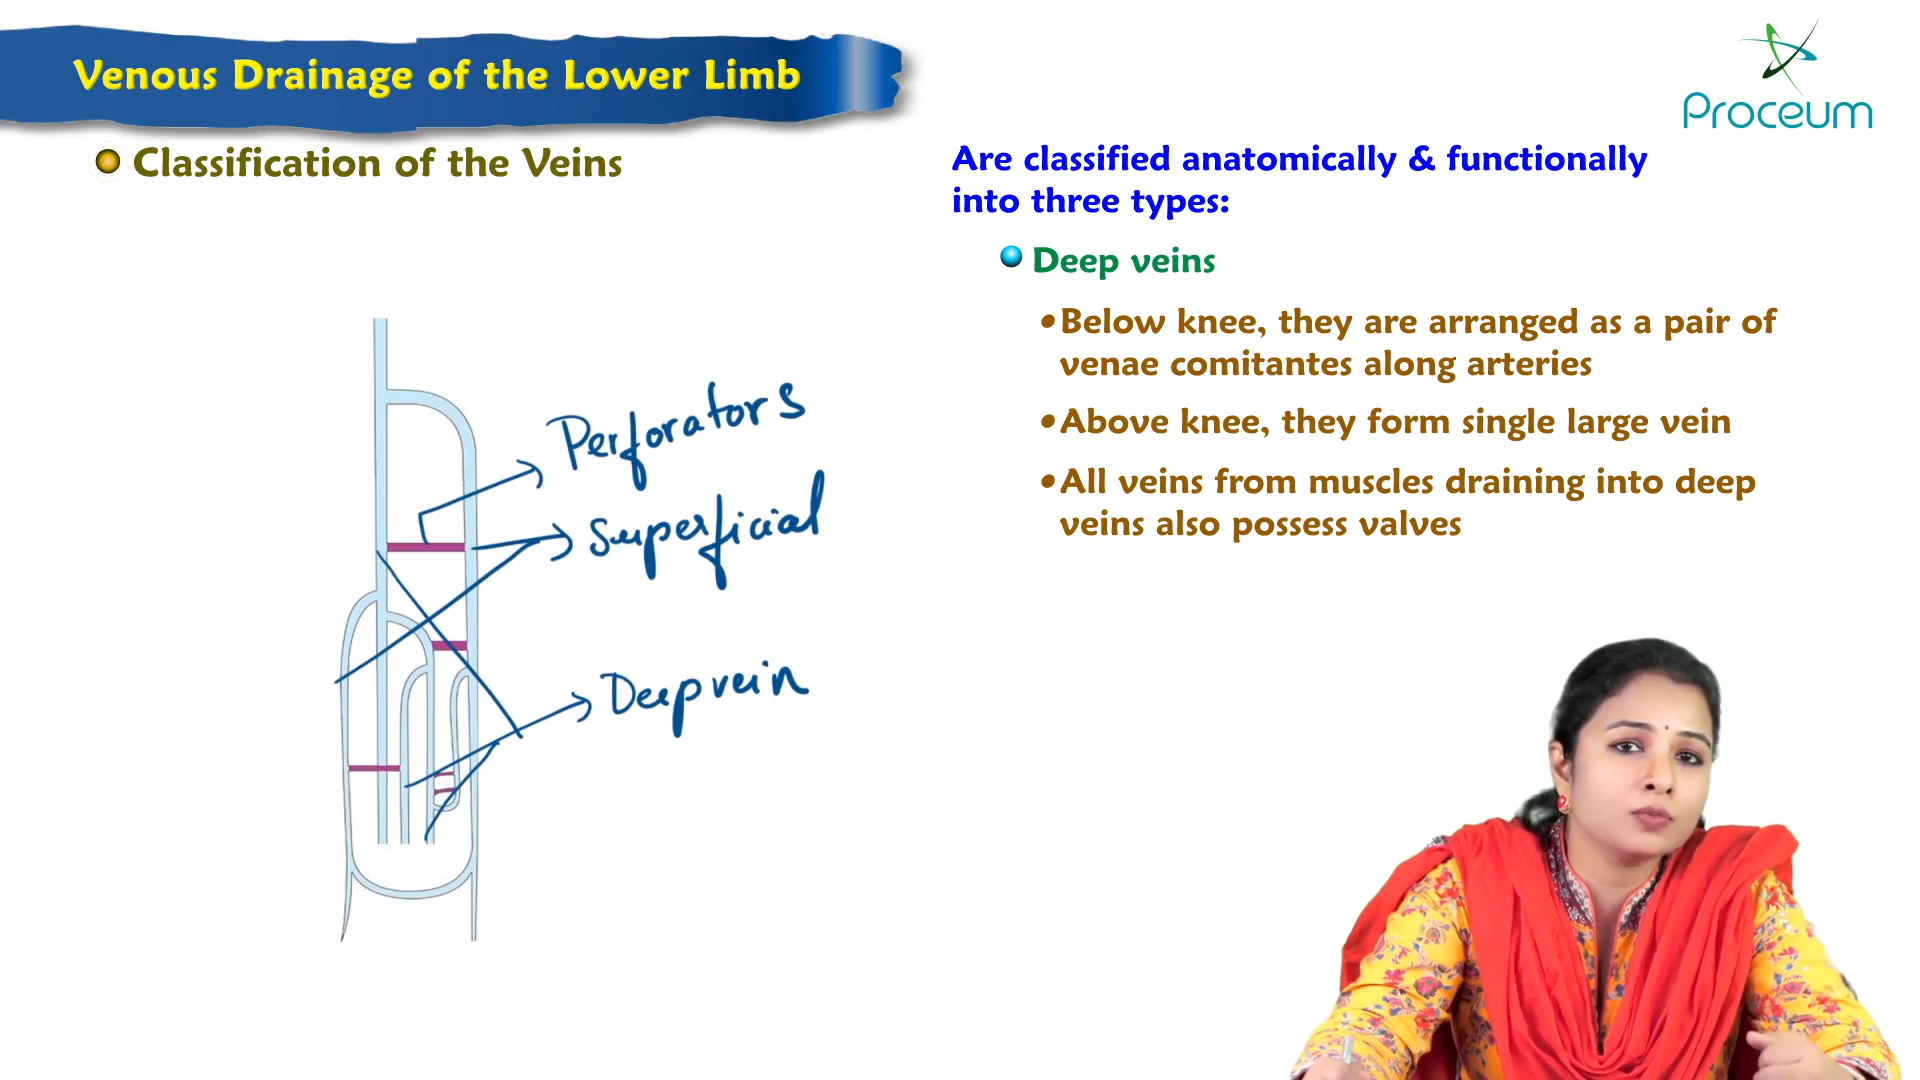 Venous Drainage of the Lower Limb
Proceum
Classification of the Veins
Are classified anatomically & functionally
into three types:
Deep veins
•Below knee, they are arranged as a pair of
venae comitantes along arteries
•Above knee, they form single large vein
•All veins from muscles draining into deep
veins also possess valves
Perforators
Superficial
Deep vein